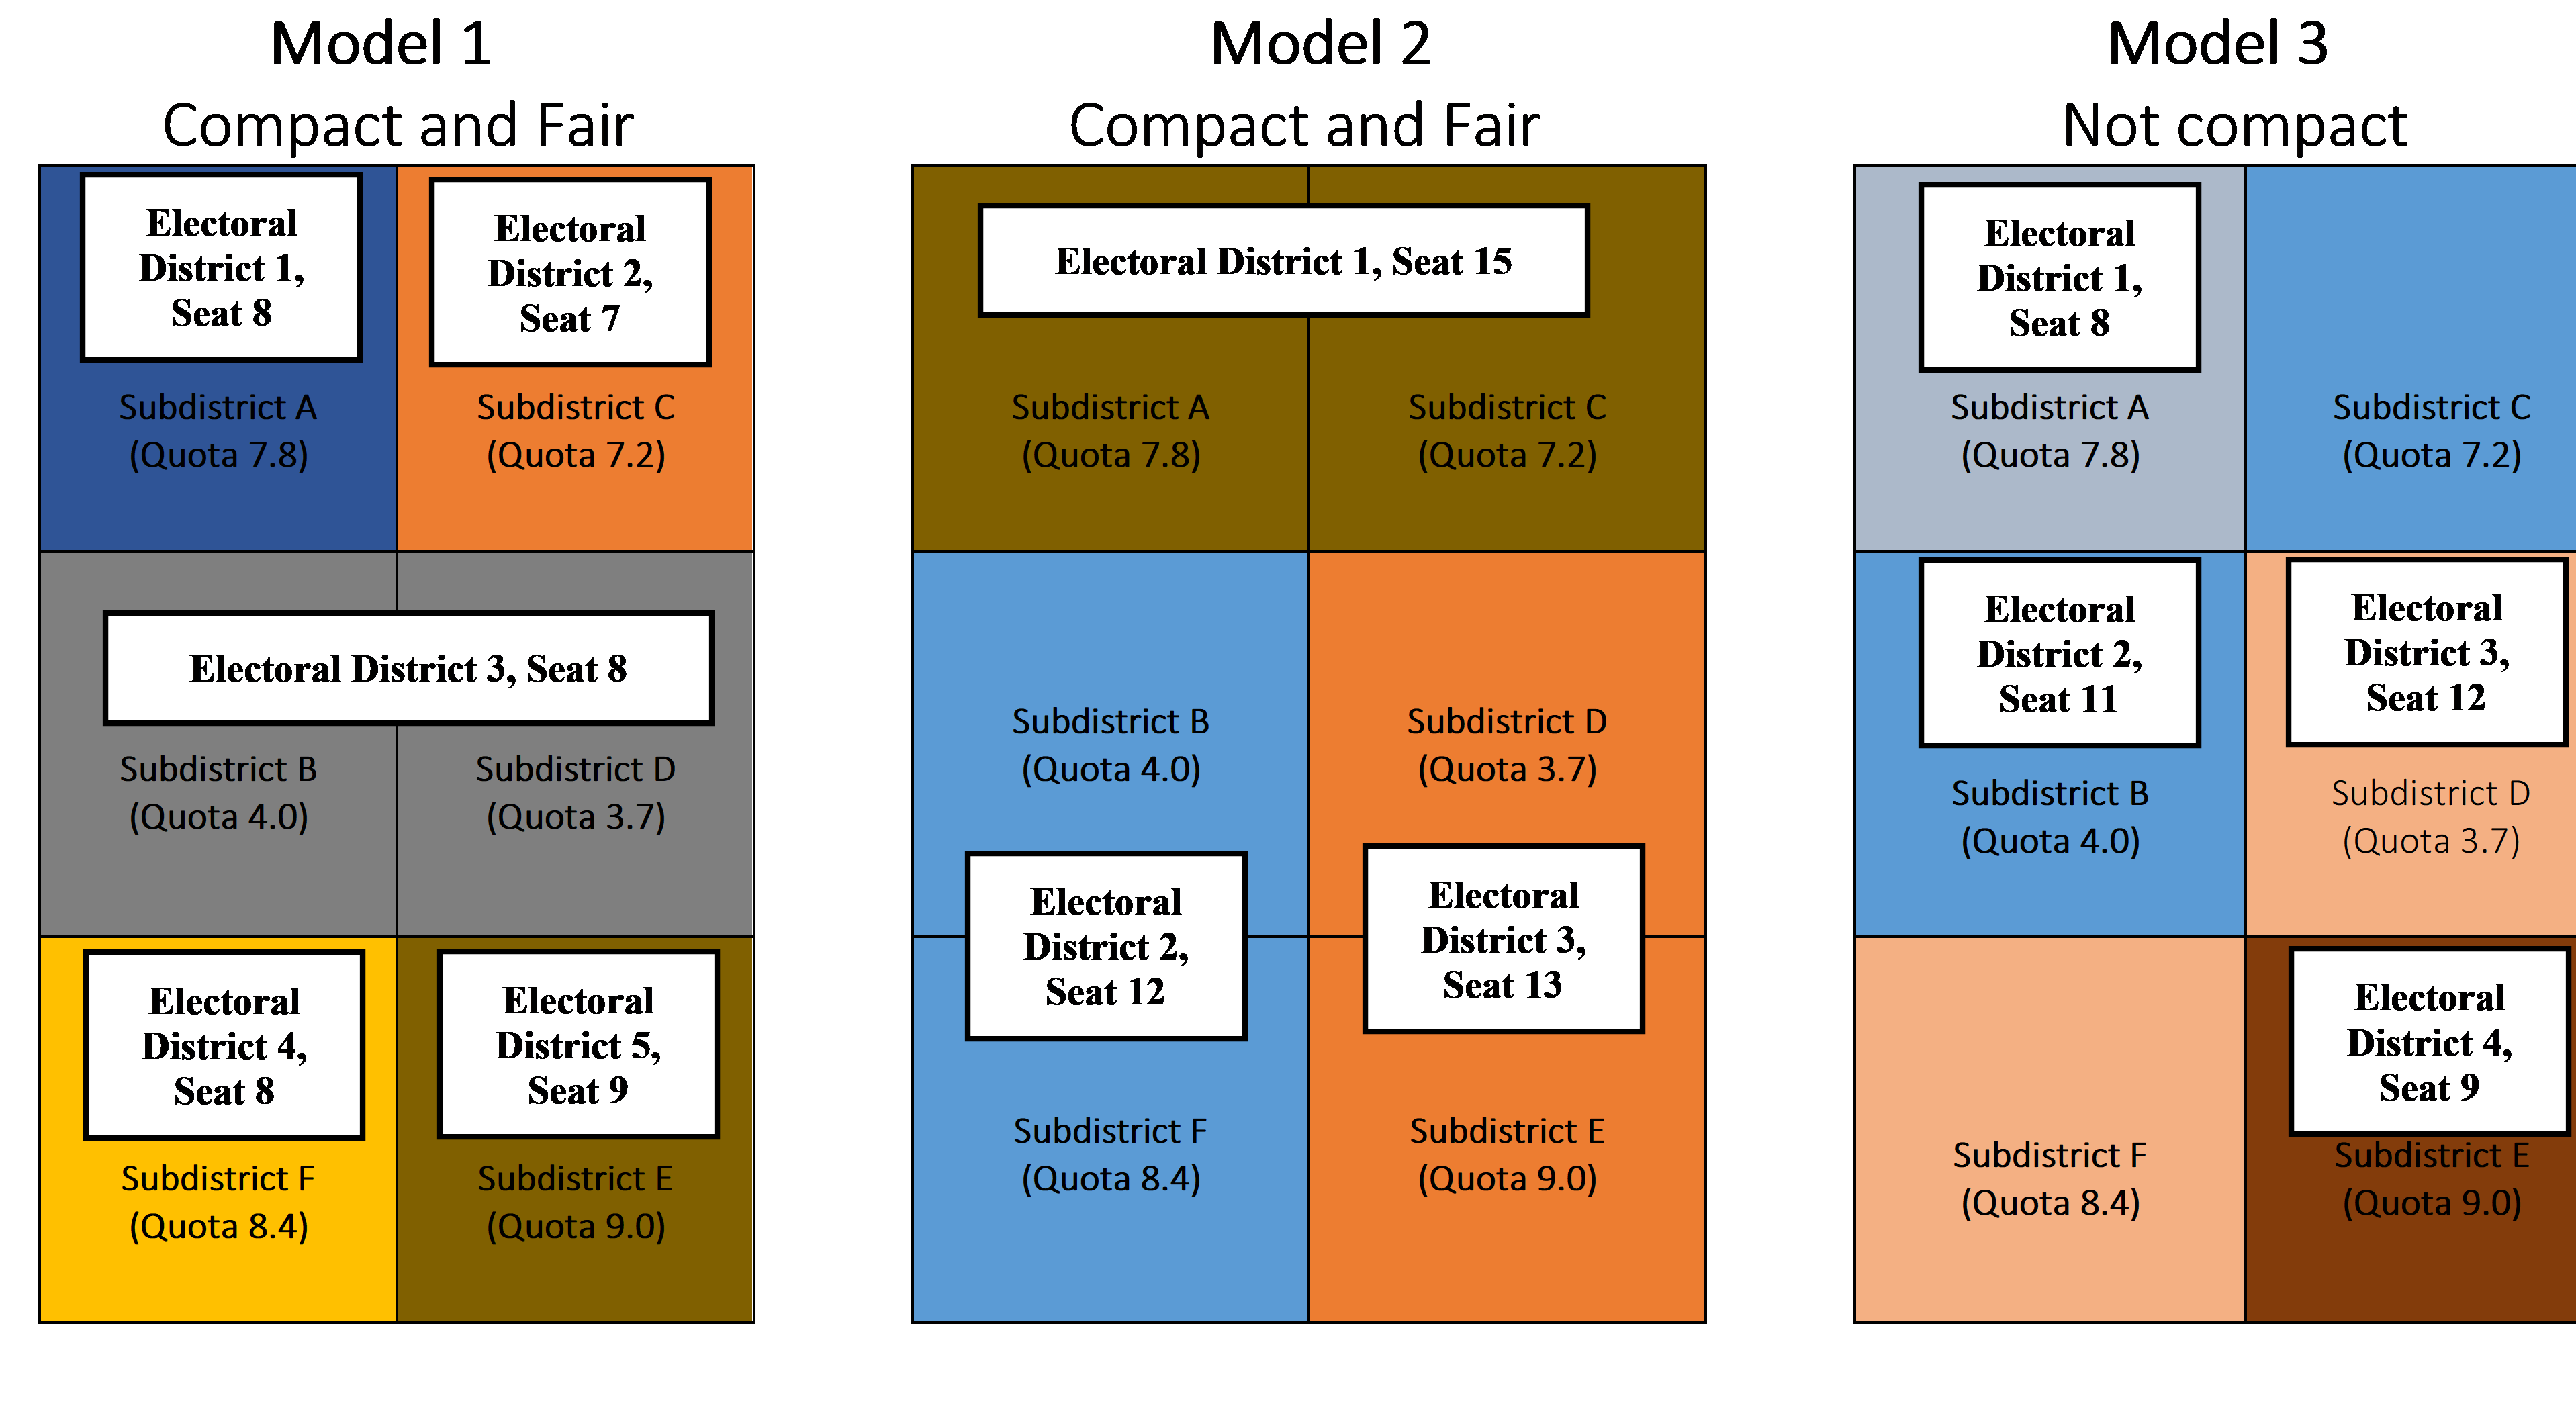 Model 1
Compact and Fair
Electoral
District 1,
Seat 8
Subdistrict A
(Quota 7.8)
Electoral
District 2,
Seat 7
Subdistrict C
(Quota 7.2)
Electoral District 3, Seat 8
Subdistrict B
(Quota 4.0)
Subdistrict D
(Quota 3.7)
Electoral
District 4,
Seat 8
Subdistrict F
(Quota 8.4)
Electoral
District 5,
Seat 9
Subdistrict E
(Quota 9.0)
Model 2
Compact and Fair
Electoral District 1, Seat 15
Subdistrict A
(Quota 7.8)
Subdistrict C
(Quota 7.2)
Subdistrict B
(Quota 4.0)
Subdistrict D
(Quota 3.7)
Electoral
District 2,
Seat 12
Electoral
District 3,
Seat 13
Subdistrict F
(Quota 8.4)
Subdistrict E
(Quota 9.0)
Model 3
Not compact
Electoral
District 1,
Seat 8
Subdistrict A
(Quota 7.8)
Subdistrict C
(Quota 7.2)
Electoral
District 2,
Seat 11
Subdistrict B
(Quota 4.0)
Electoral
District 3,
Seat 12
Subdistrict D
(Quota 3.7)
Subdistrict F
(Quota 8.4)
Electoral
District 4,
Seat 9
Subdistrict E
(Quota 9.0)